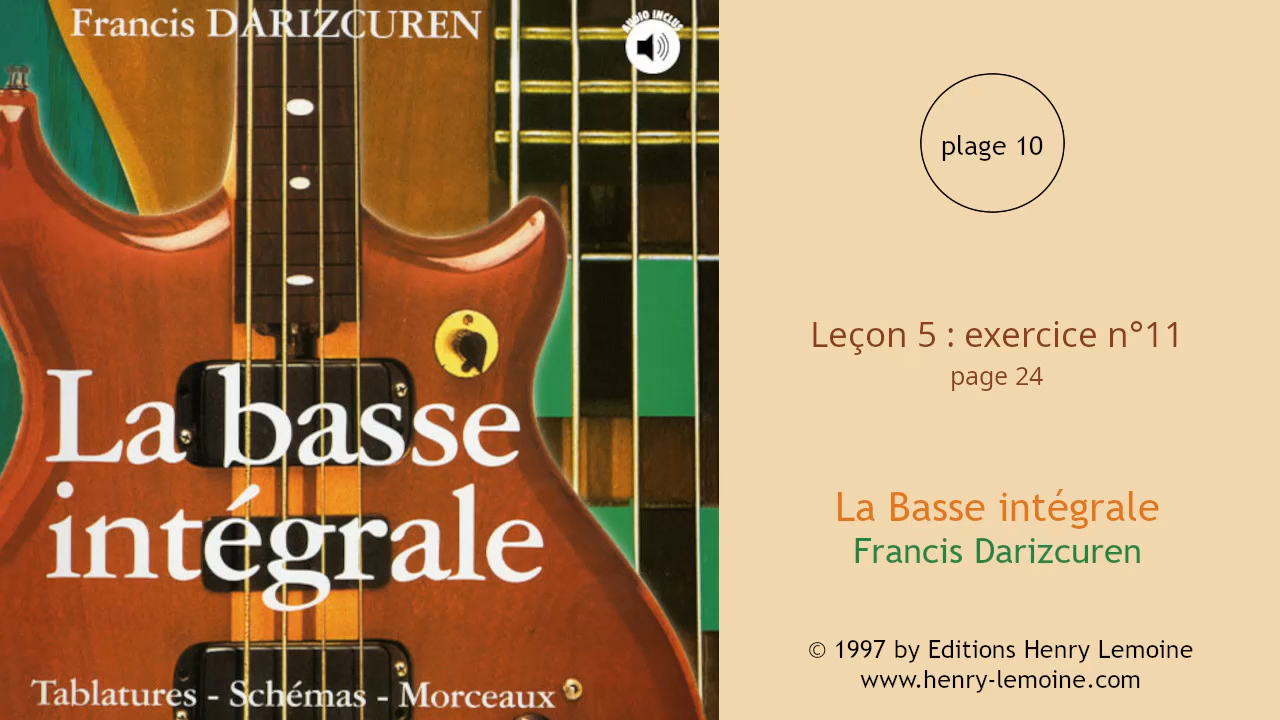 Francis DARIZCUREN
AUDIO INCLUS
La basse
intégrale
Tablatures - Schémas - Morceaux
plage 10
Leçon 5 : exercice n°11
page 24
La Basse intégrale
Francis Darizcuren
© 1997 by Editions Henry Lemoine
www.henry-lemoine.com